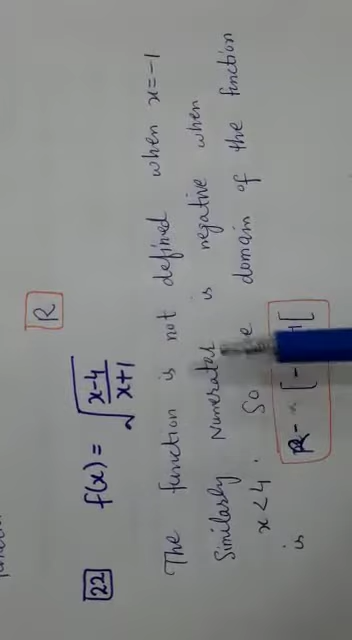 R
22 f(x) = √((x-4)/(x+1))
The function is not defined when x = -1
Similarly Numerator is negative when
x < 4. So domain of the function
is R - [ - [